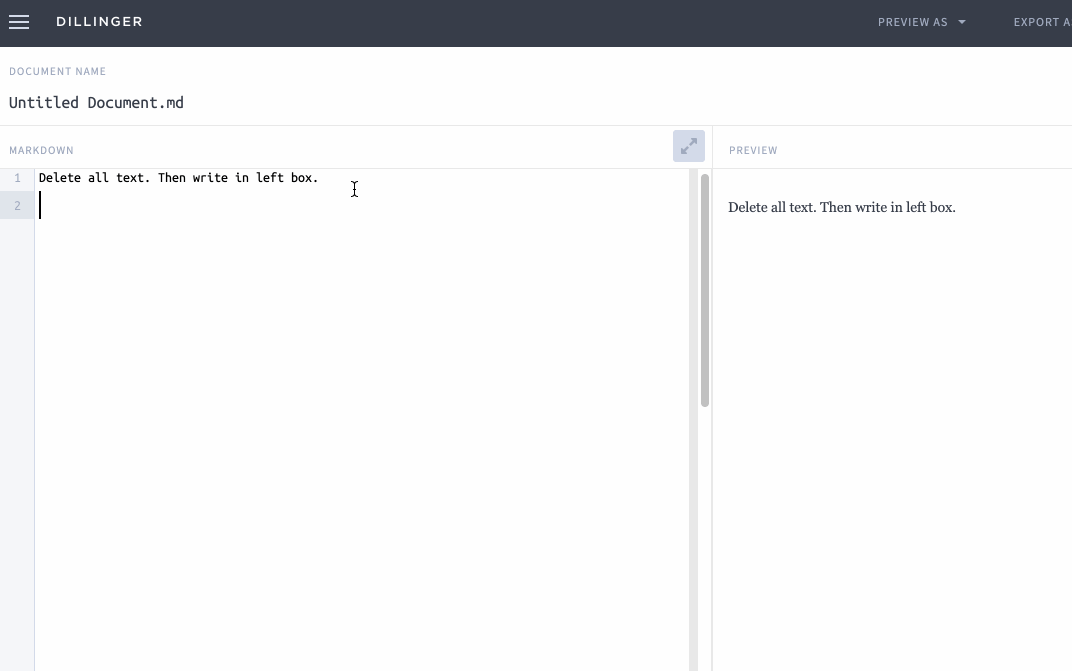 DILLINGER
PREVIEW AS
EXPORT A
DOCUMENT NAME
Untitled Document.md
MARKDOWN
PREVIEW
1 Delete all text. Then write in left box.
2
Delete all text. Then write in left box.